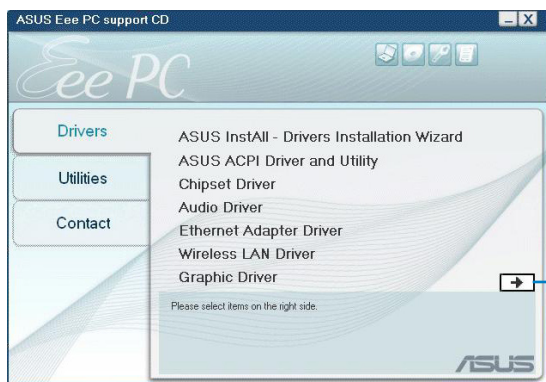 ASUS Eee PC support CD
Eee PC
Drivers
Utilities
Contact
ASUS InstAll - Drivers Installation Wizard
ASUS ACPI Driver and Utility
Chipset Driver
Audio Driver
Ethernet Adapter Driver
Wireless LAN Driver
Graphic Driver
Please select items on the right side.
ASUS